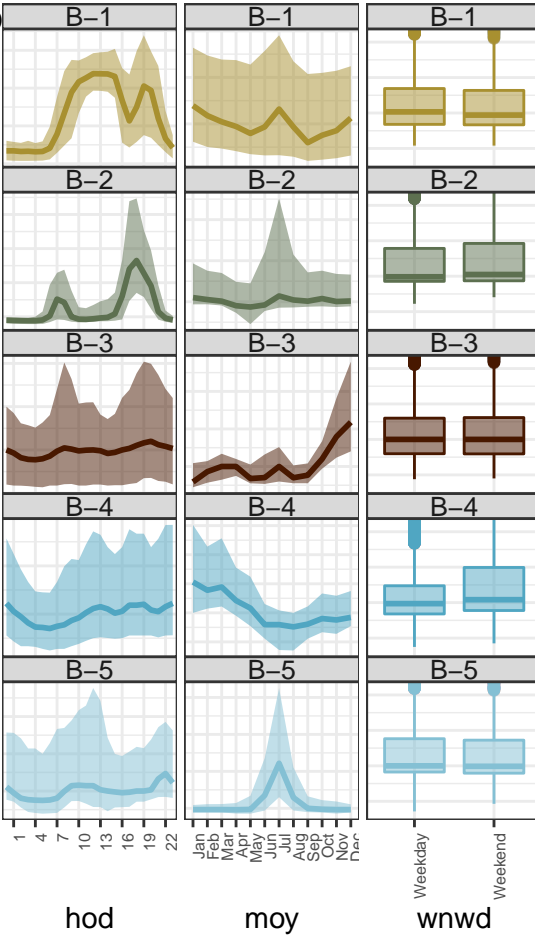 B−1 B−1 B−1
B−2 B−2 B−2
B−3 B−3 B−3
B−4 B−4 B−4
B−5 B−5 B−5
1 4 7 10 13 16 19 22 Jan Feb Mar Apr May Jun Jul Aug Sep Oct Nov Dec Weekday Weekend
hod moy wnwd